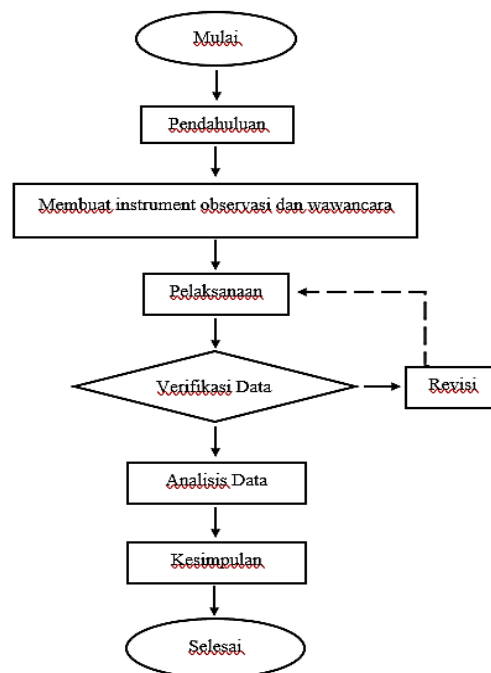 Mulai
Pendahuluan
Membuat instrument observasi dan wawancara
Pelaksanaan
Verifikasi Data
Revisi
Analisis Data
Kesimpulan
Selesai